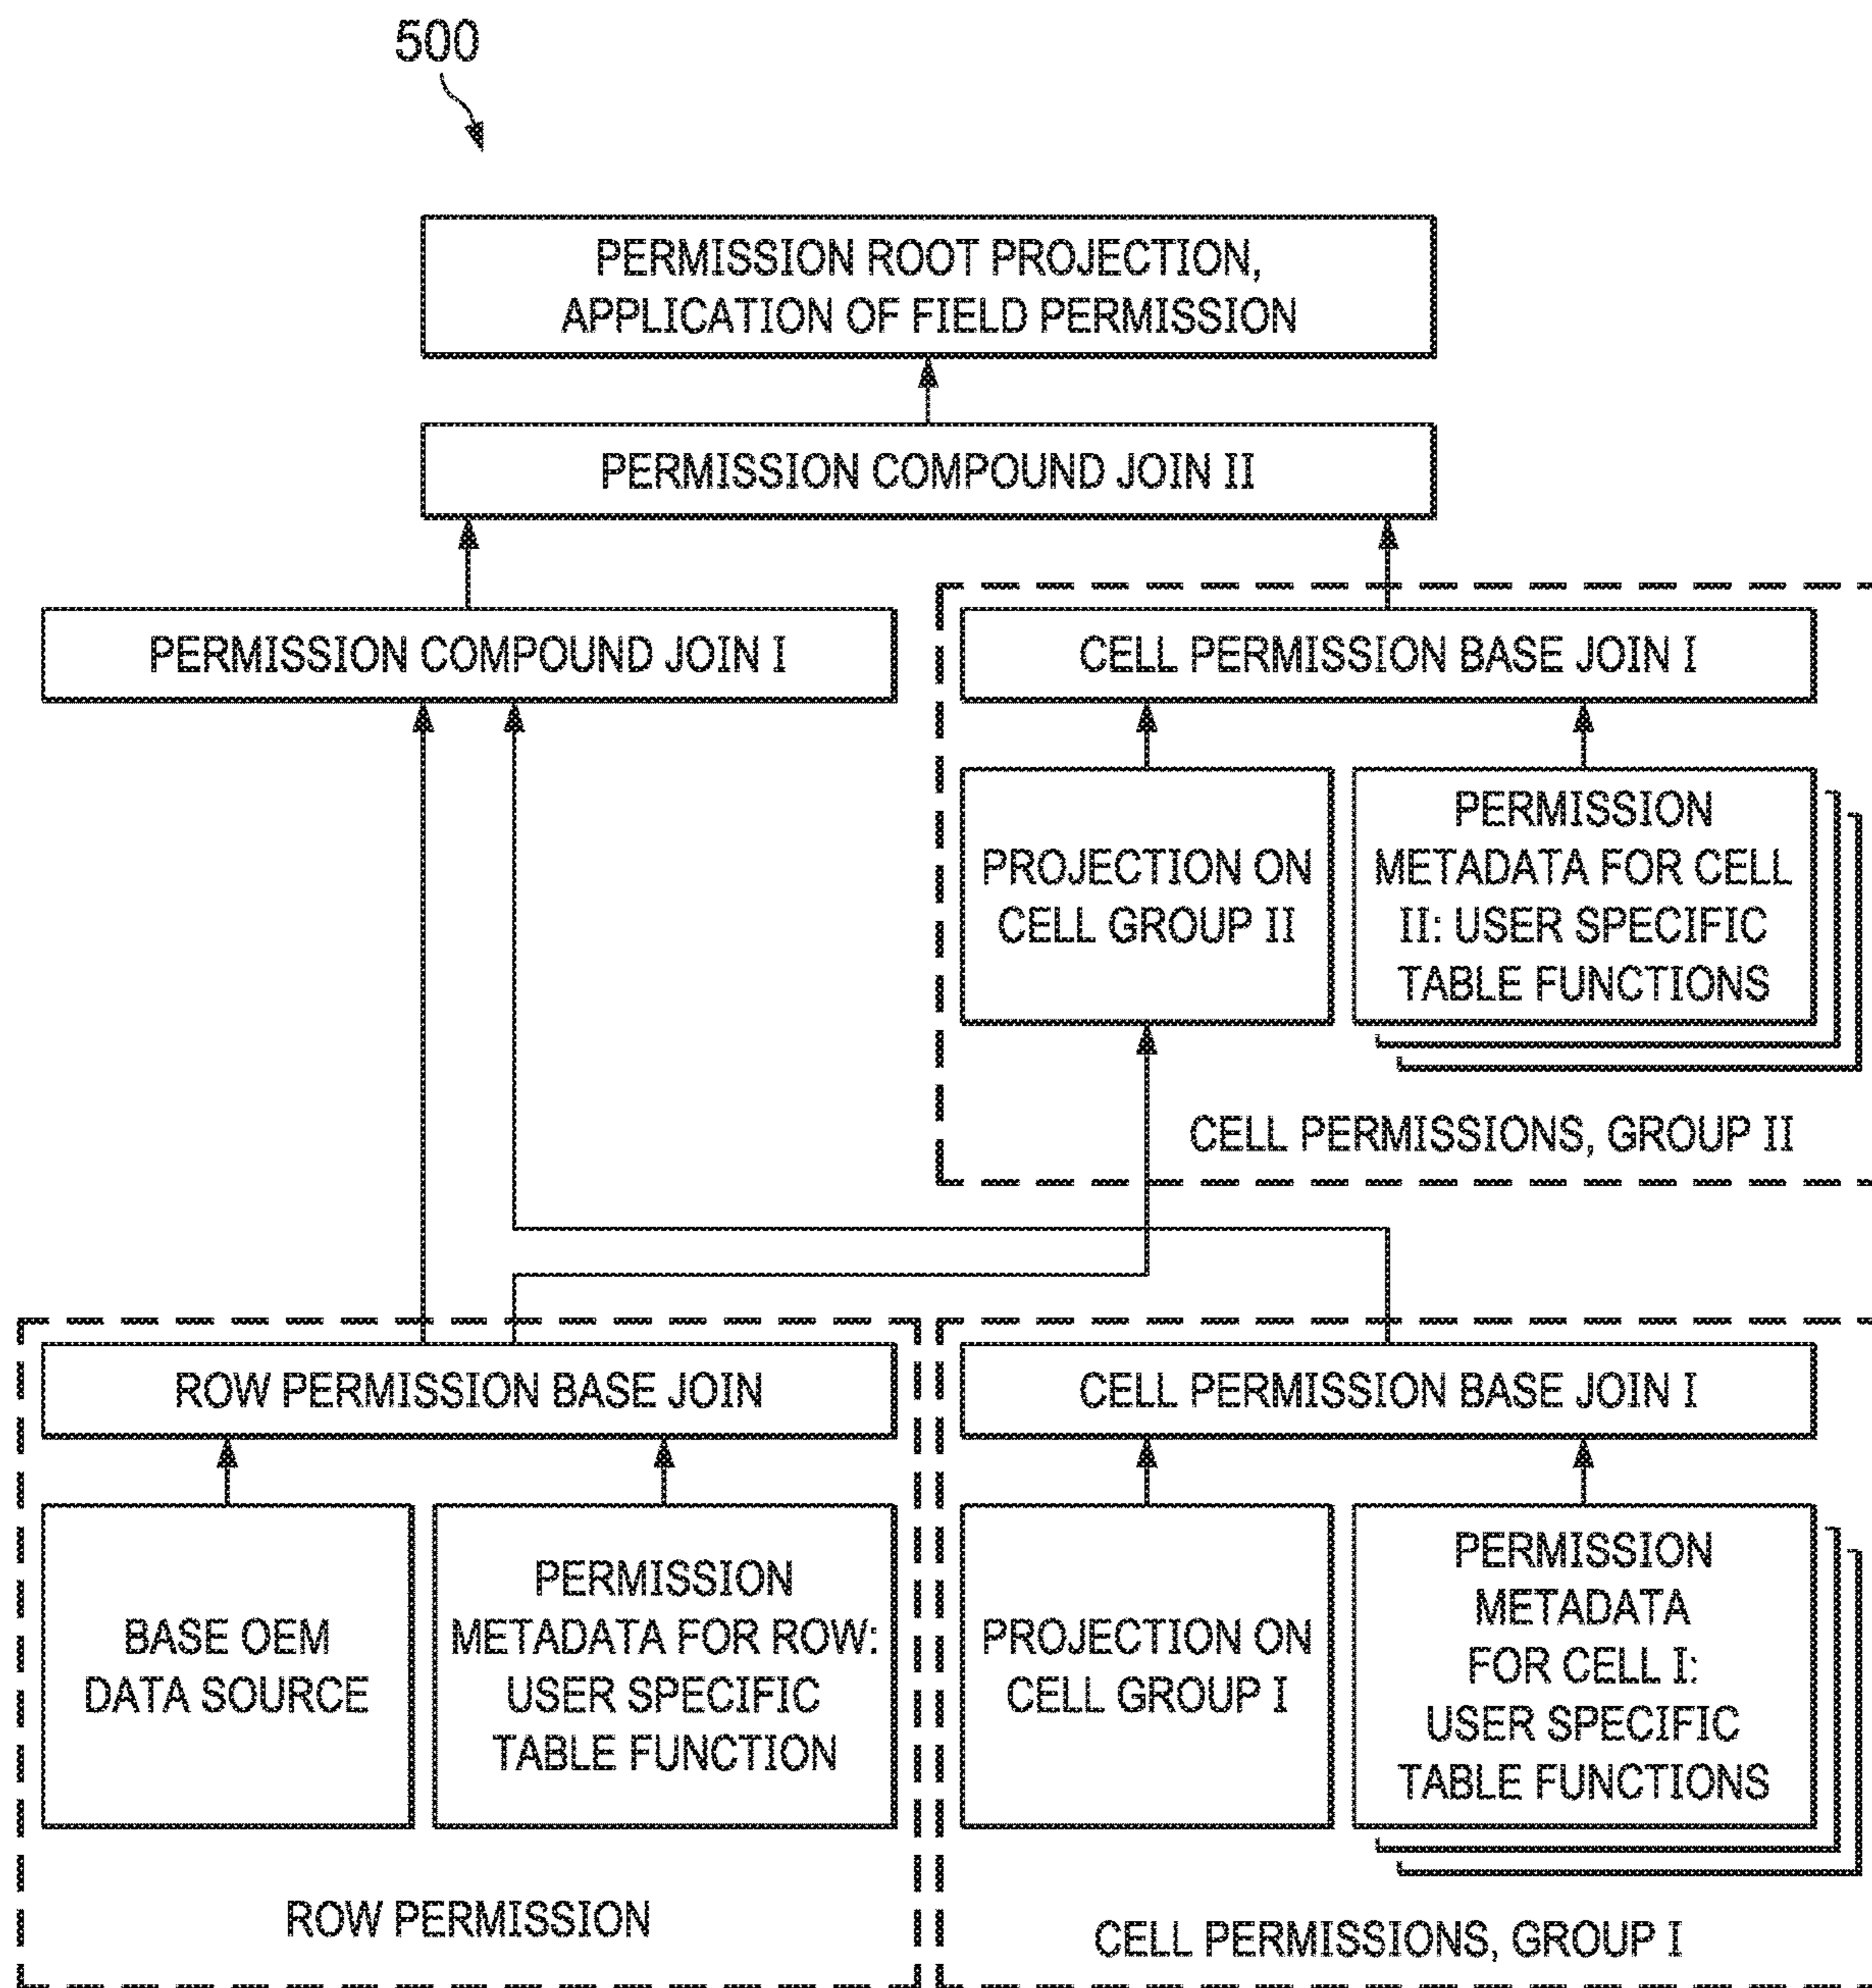 500
PERMISSION ROOT PROJECTION,
APPLICATION OF FIELD PERMISSION
PERMISSION COMPOUND JOIN II
PERMISSION COMPOUND JOIN I
CELL PERMISSION BASE JOIN I
PROJECTION ON
CELL GROUP II
PERMISSION
METADATA FOR CELL
II: USER SPECIFIC
TABLE FUNCTIONS
CELL PERMISSIONS, GROUP II
ROW PERMISSION BASE JOIN
BASE OEM
DATA SOURCE
PERMISSION
METADATA FOR ROW:
USER SPECIFIC
TABLE FUNCTION
ROW PERMISSION
CELL PERMISSION BASE JOIN I
PROJECTION ON
CELL GROUP I
PERMISSION
METADATA
FOR CELL I:
USER SPECIFIC
TABLE FUNCTIONS
CELL PERMISSIONS, GROUP I